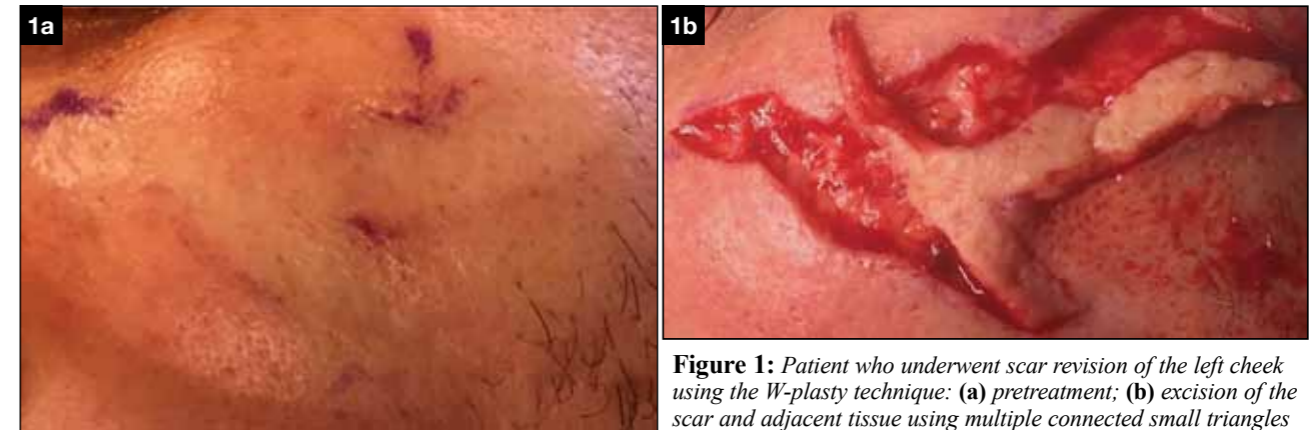 1a
1b
Figure 1: Patient who underwent scar revision of the left cheek
using the W-plasty technique: (a) pretreatment; (b) excision of the
scar and adjacent tissue using multiple connected small triangles